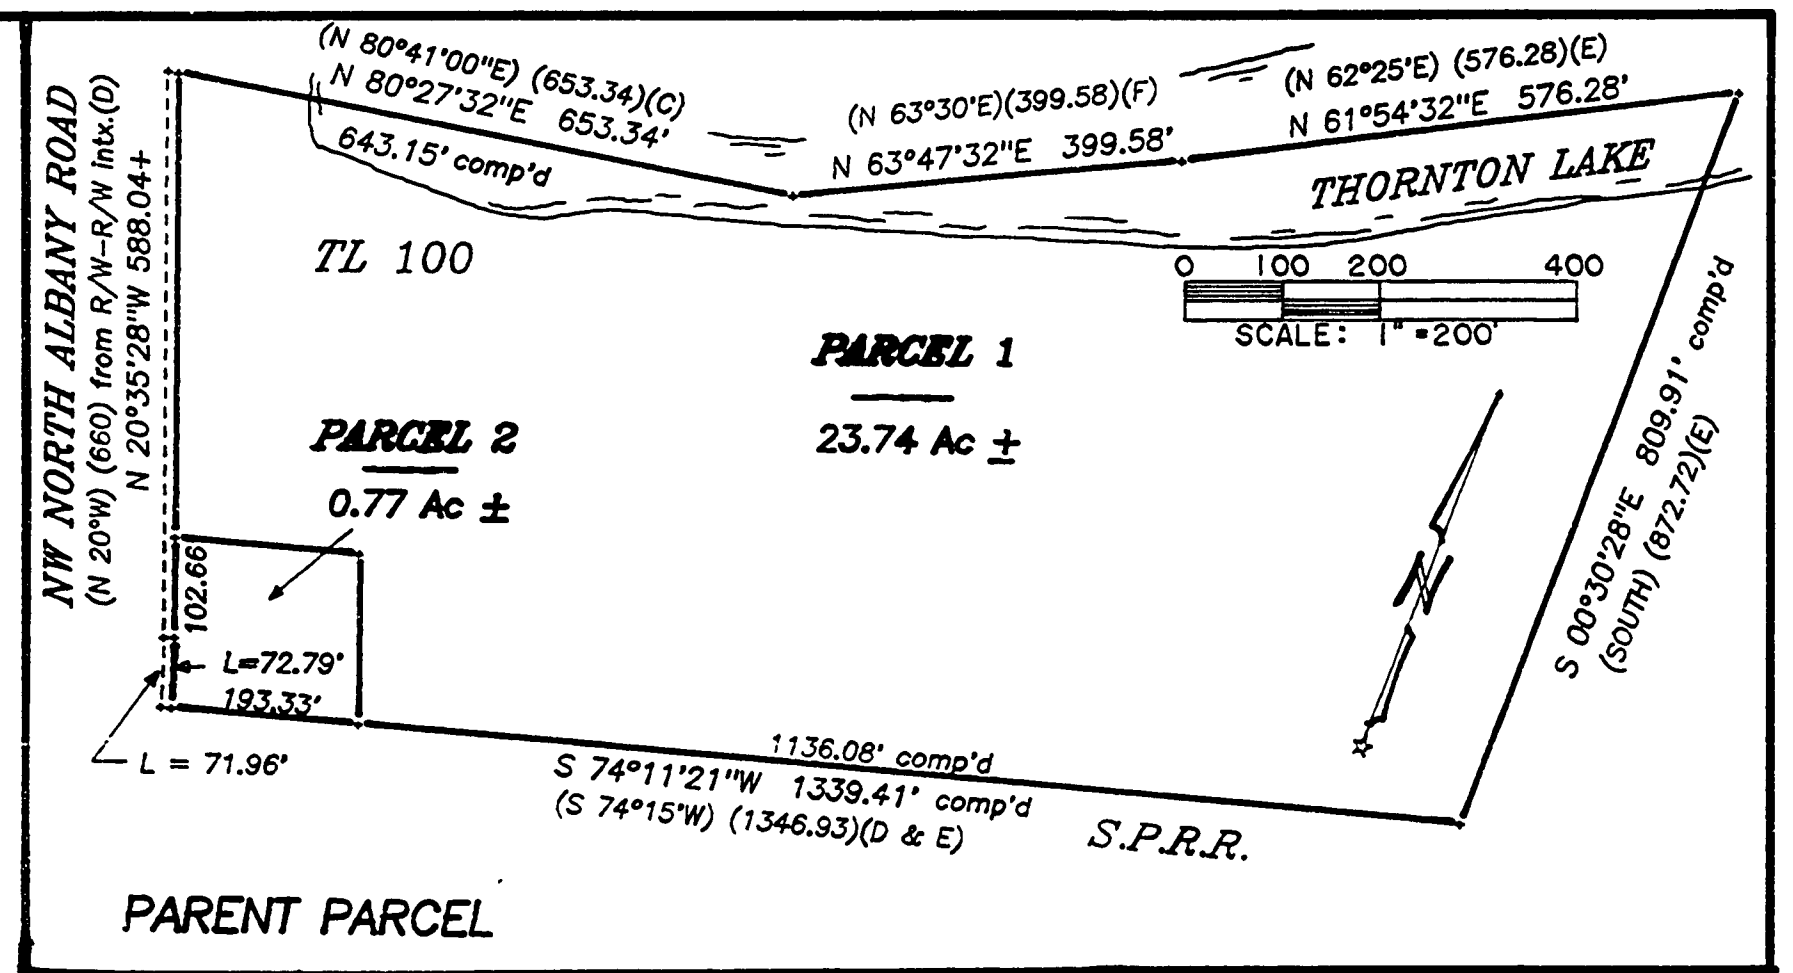 (N 80°41'00"E) (653.34)(C)
N 80°27'32"E 653.34'
643.15' comp'd
(N 63°30'E)(399.58)(F)
N 63°47'32"E 399.58'
(N 62°25'E) (576.28)(E)
N 61°54'32"E 576.28'
THORNTON LAKE
NW NORTH ALBANY ROAD
(N 20°W) (660) from R/W-R/W intx.(D)
N 20°35'28"W 588.04+
TL 100
0 100 200 400
SCALE: 1"=200'
PARCEL 1
23.74 Ac ±
PARCEL 2
0.77 Ac ±
102.66
L=72.79'
193.33'
L = 71.96'
N
S 00°30'28"E 809.91' comp'd
(SOUTH) (872.72)(E)
1136.08' comp'd
S 74°11'21"W 1339.41' comp'd
(S 74°15'W) (1346.93)(D & E)
S.P.R.R.
PARENT PARCEL